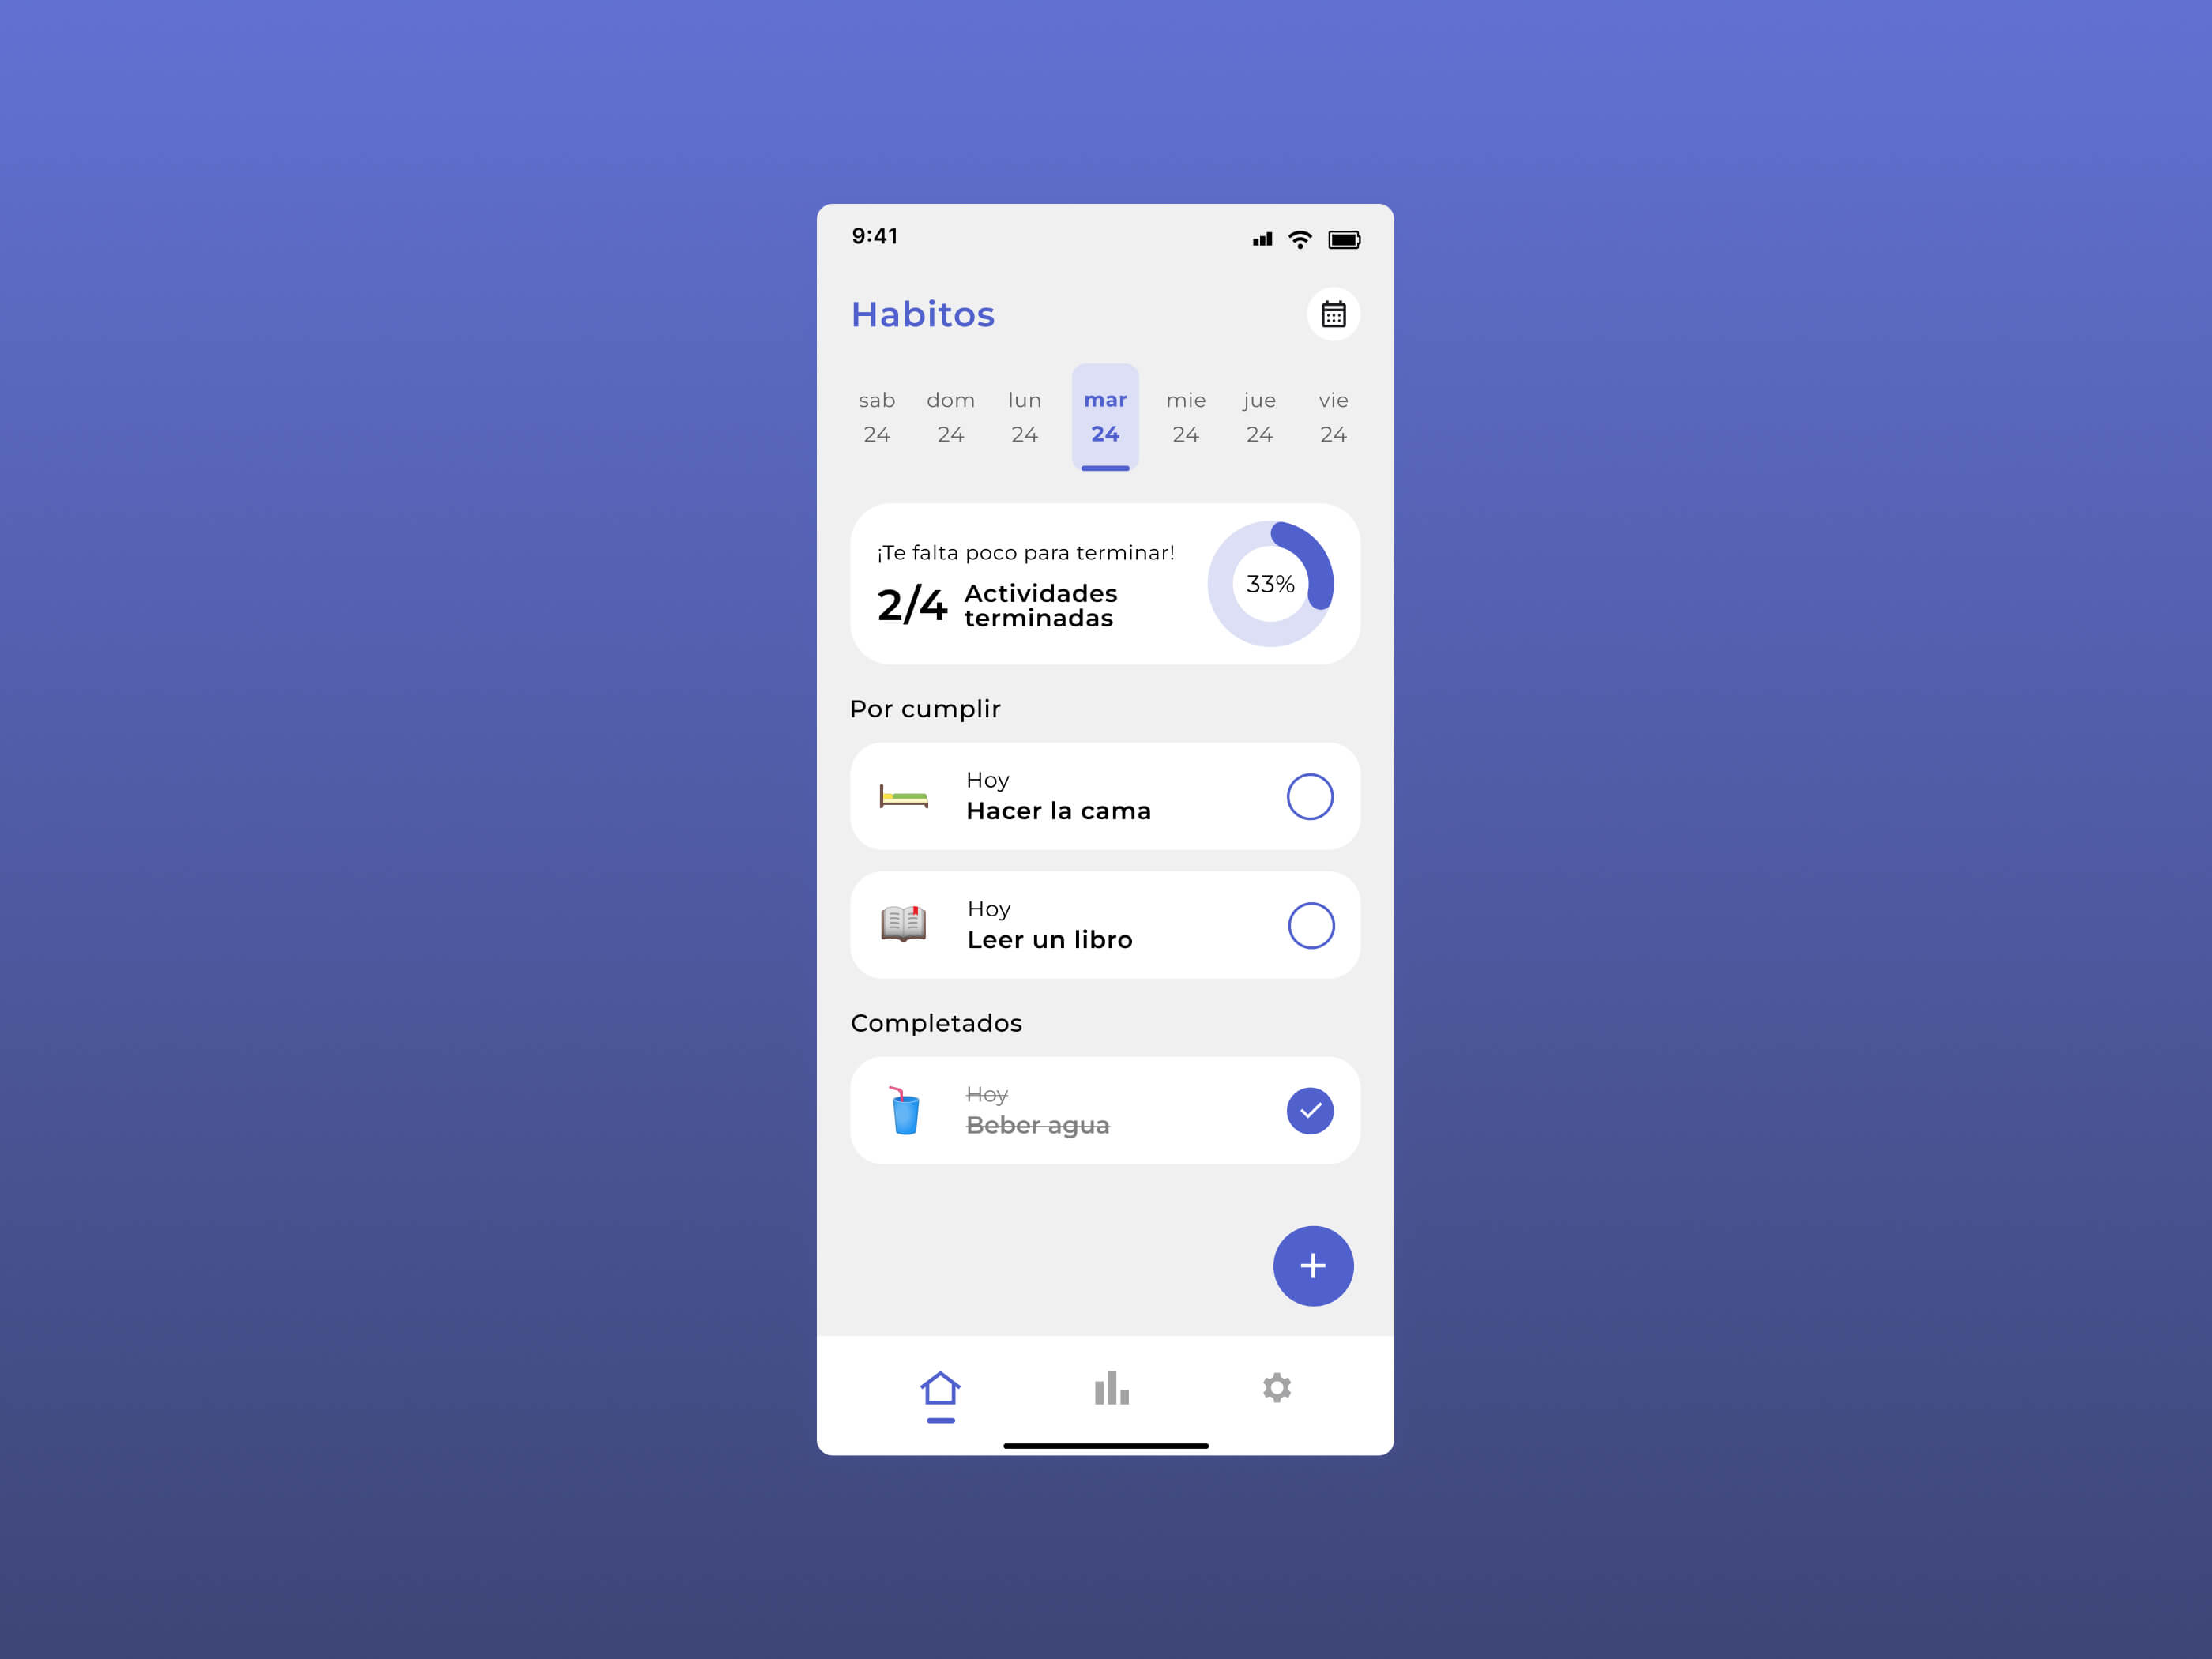 9:41
Habitos
sab dom lun mar mie jue vie
24 24 24 24 24 24 24
¡Te falta poco para terminar!
2/4 Actividades
terminadas
33%
Por cumplir
Hoy
Hacer la cama
Hoy
Leer un libro
Completados
Hoy
Beber agua